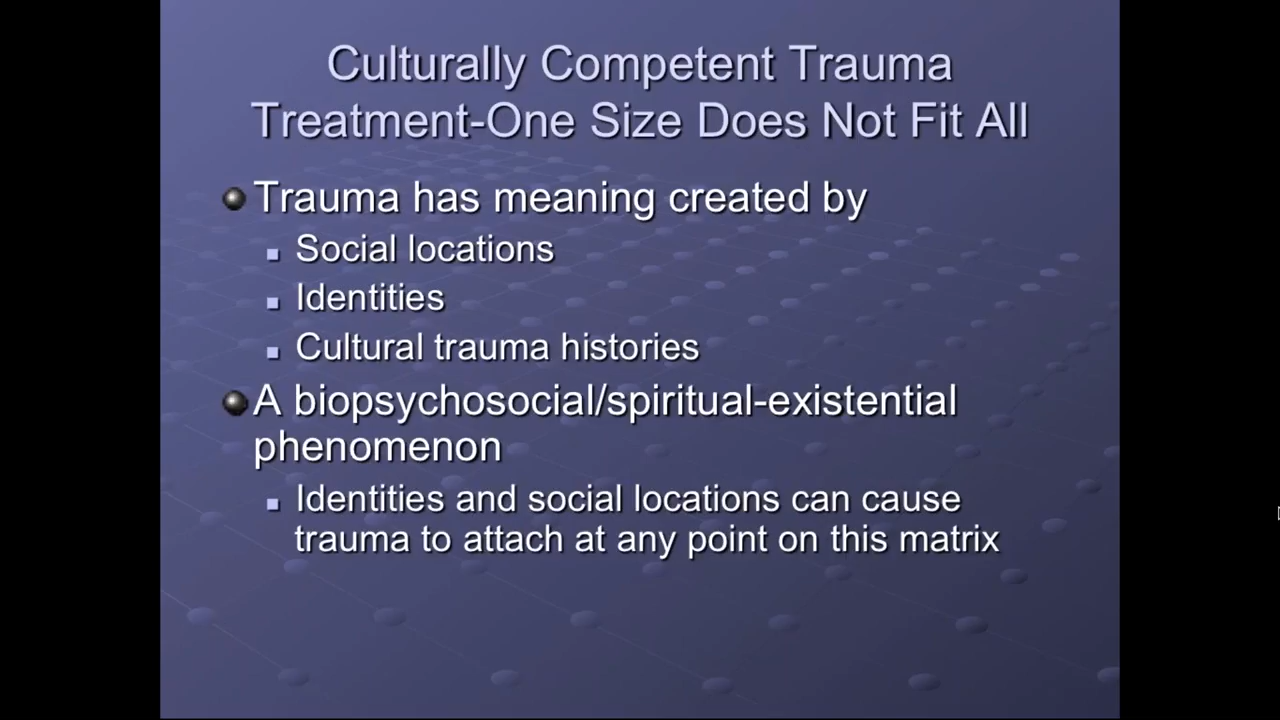 Culturally Competent Trauma
Treatment-One Size Does Not Fit All
Trauma has meaning created by
Social locations
Identities
Cultural trauma histories
A biopsychosocial/spiritual-existential
phenomenon
Identities and social locations can cause
trauma to attach at any point on this matrix